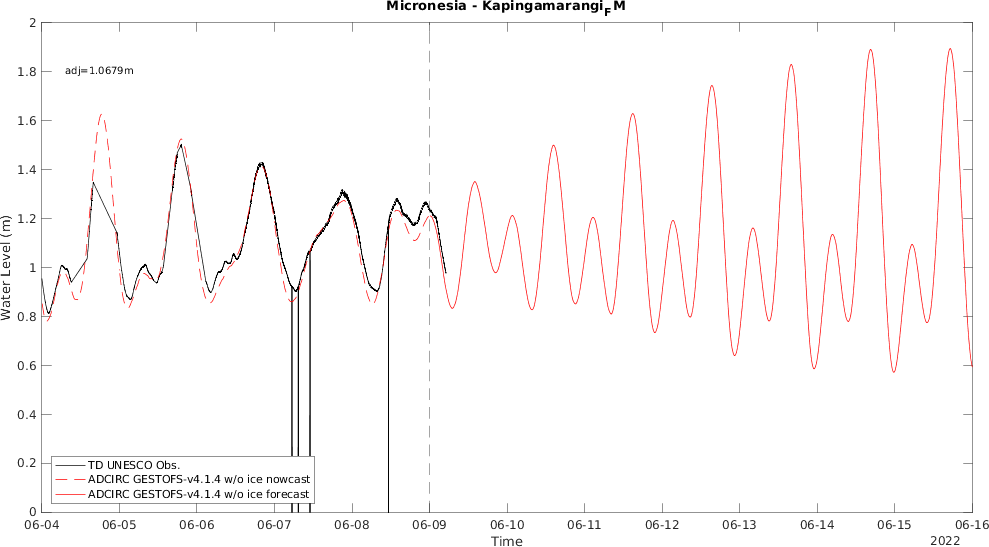 Micronesia - Kapingamarangi_FM
adj=1.0679m
2
1.8
1.6
1.4
1.2
1
0.8
0.6
0.4
0.2
0
Water Level (m)
TD UNESCO Obs.
ADCIRC GESTOFS-v4.1.4 w/o ice nowcast
ADCIRC GESTOFS-v4.1.4 w/o ice forecast
06-04 06-05 06-06 06-07 06-08 06-09 06-10 06-11 06-12 06-13 06-14 06-15 06-16
Time
2022